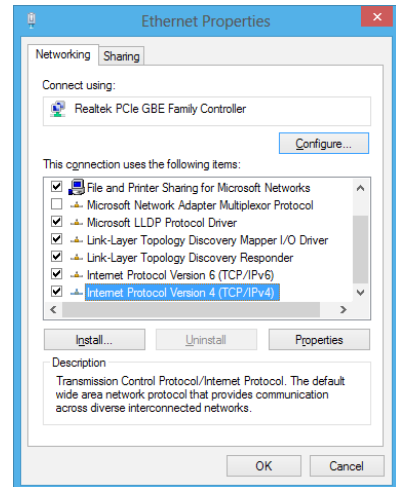 Ethernet Properties
Networking
Sharing
Connect using:
Realtek PCIe GBE Family Controller
Configure...
This connection uses the following items:
File and Printer Sharing for Microsoft Networks
Microsoft Network Adapter Multiplexor Protocol
Microsoft LLDP Protocol Driver
Link-Layer Topology Discovery Mapper I/O Driver
Link-Layer Topology Discovery Responder
Internet Protocol Version 6 (TCP/IPv6)
Internet Protocol Version 4 (TCP/IPv4)
Install...
Uninstall
Properties
Description
Transmission Control Protocol/Internet Protocol. The default
wide area network protocol that provides communication
across diverse interconnected networks.
OK
Cancel